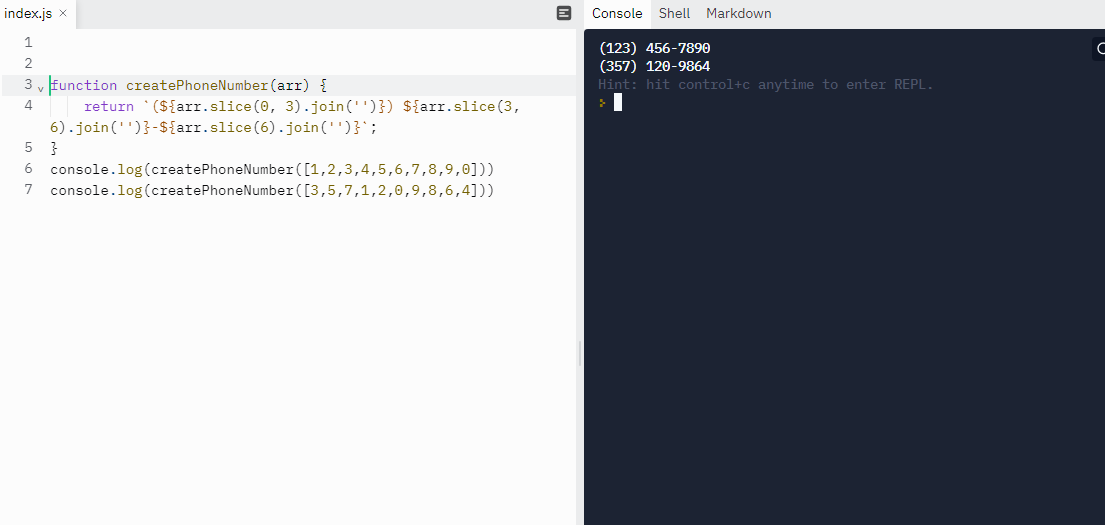 index.js ×
Console Shell Markdown
1
2
3 function createPhoneNumber(arr) {
4 return `(${arr.slice(0, 3).join('')}) ${arr.slice(3,
6).join('')}-${arr.slice(6).join('')}`;
5 }
6 console.log(createPhoneNumber([1,2,3,4,5,6,7,8,9,0]))
7 console.log(createPhoneNumber([3,5,7,1,2,0,9,8,6,4]))
(123) 456-7890
(357) 120-9864
Hint: hit control+c anytime to enter REPL.